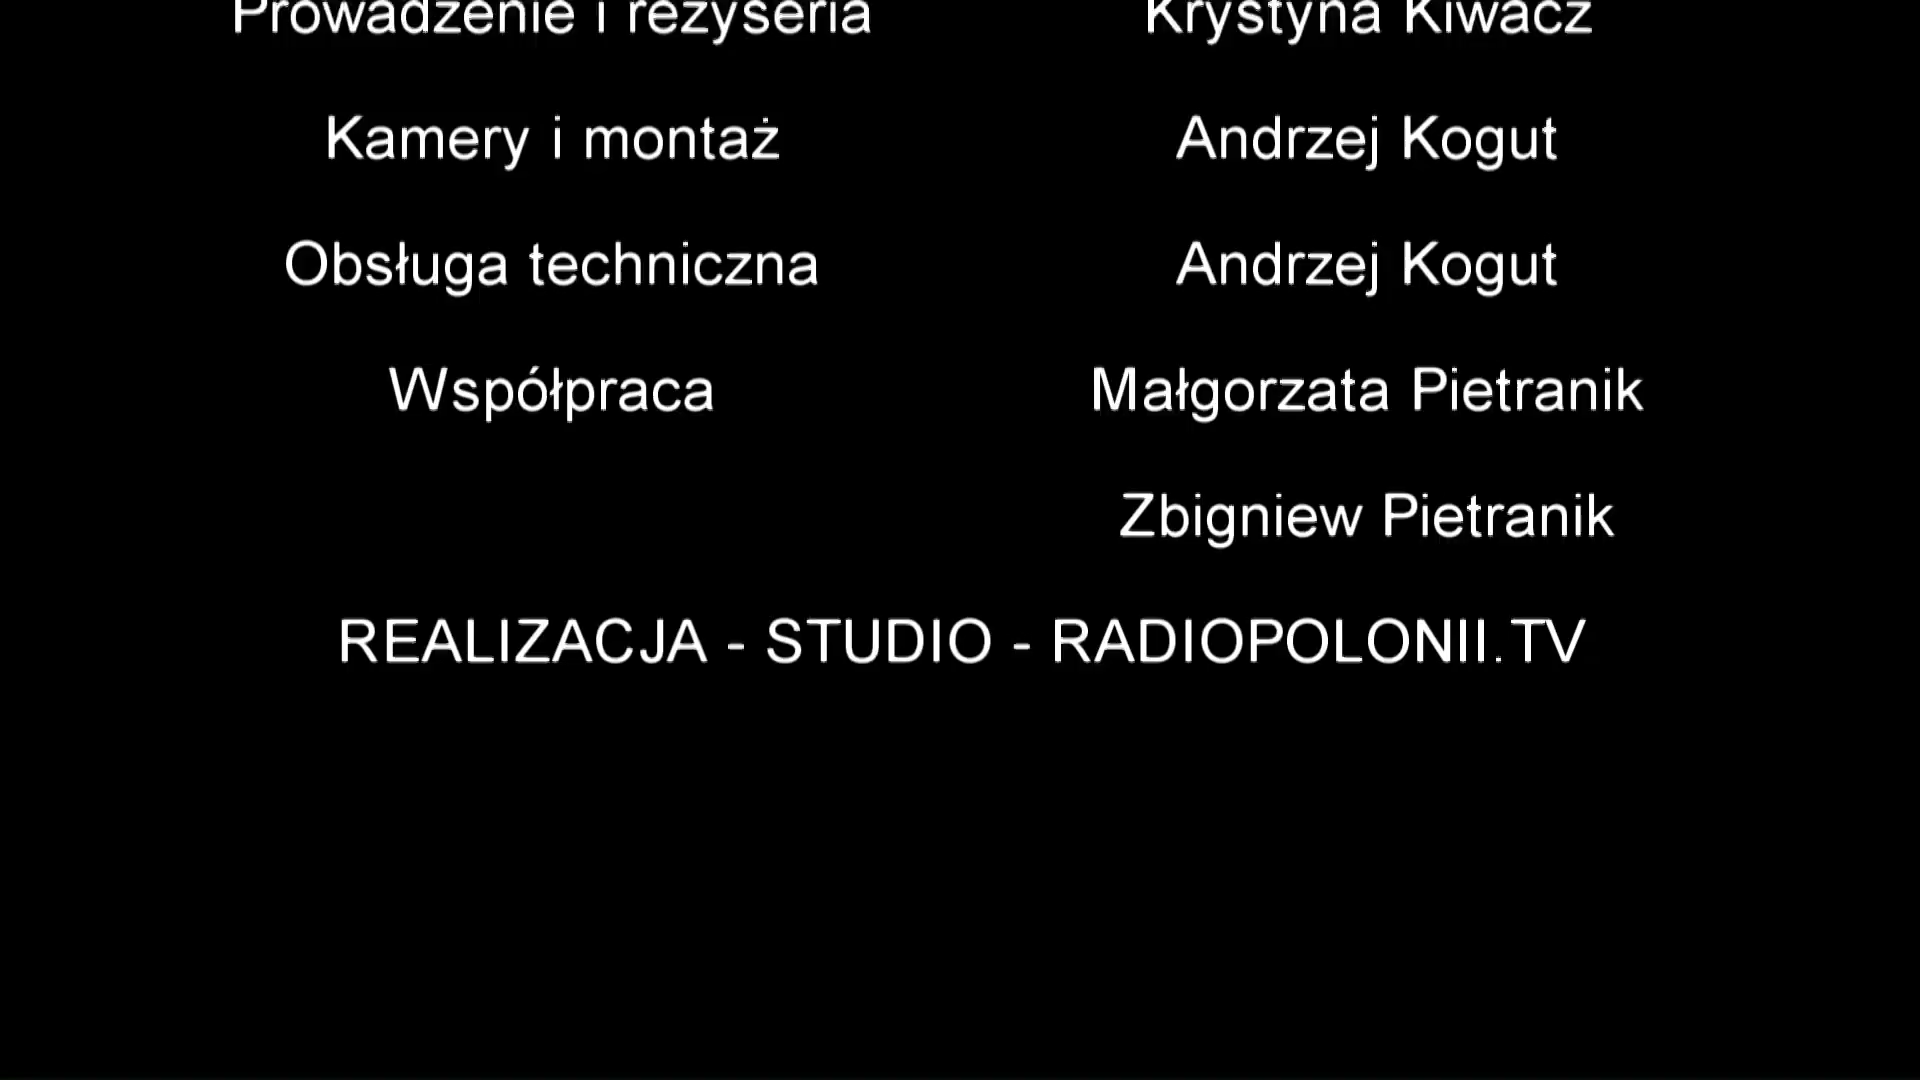 Prowadzenie i reżyseria Krystyna Kiwacz
Kamery i montaż Andrzej Kogut
Obsługa techniczna Andrzej Kogut
Współpraca Małgorzata Pietranik
Zbigniew Pietranik
REALIZACJA - STUDIO - RADIOPOLONII.TV